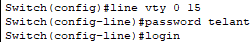 Switch(config)#line vty 0 15
Switch(config-line)#password telant
Switch(config-line)#login